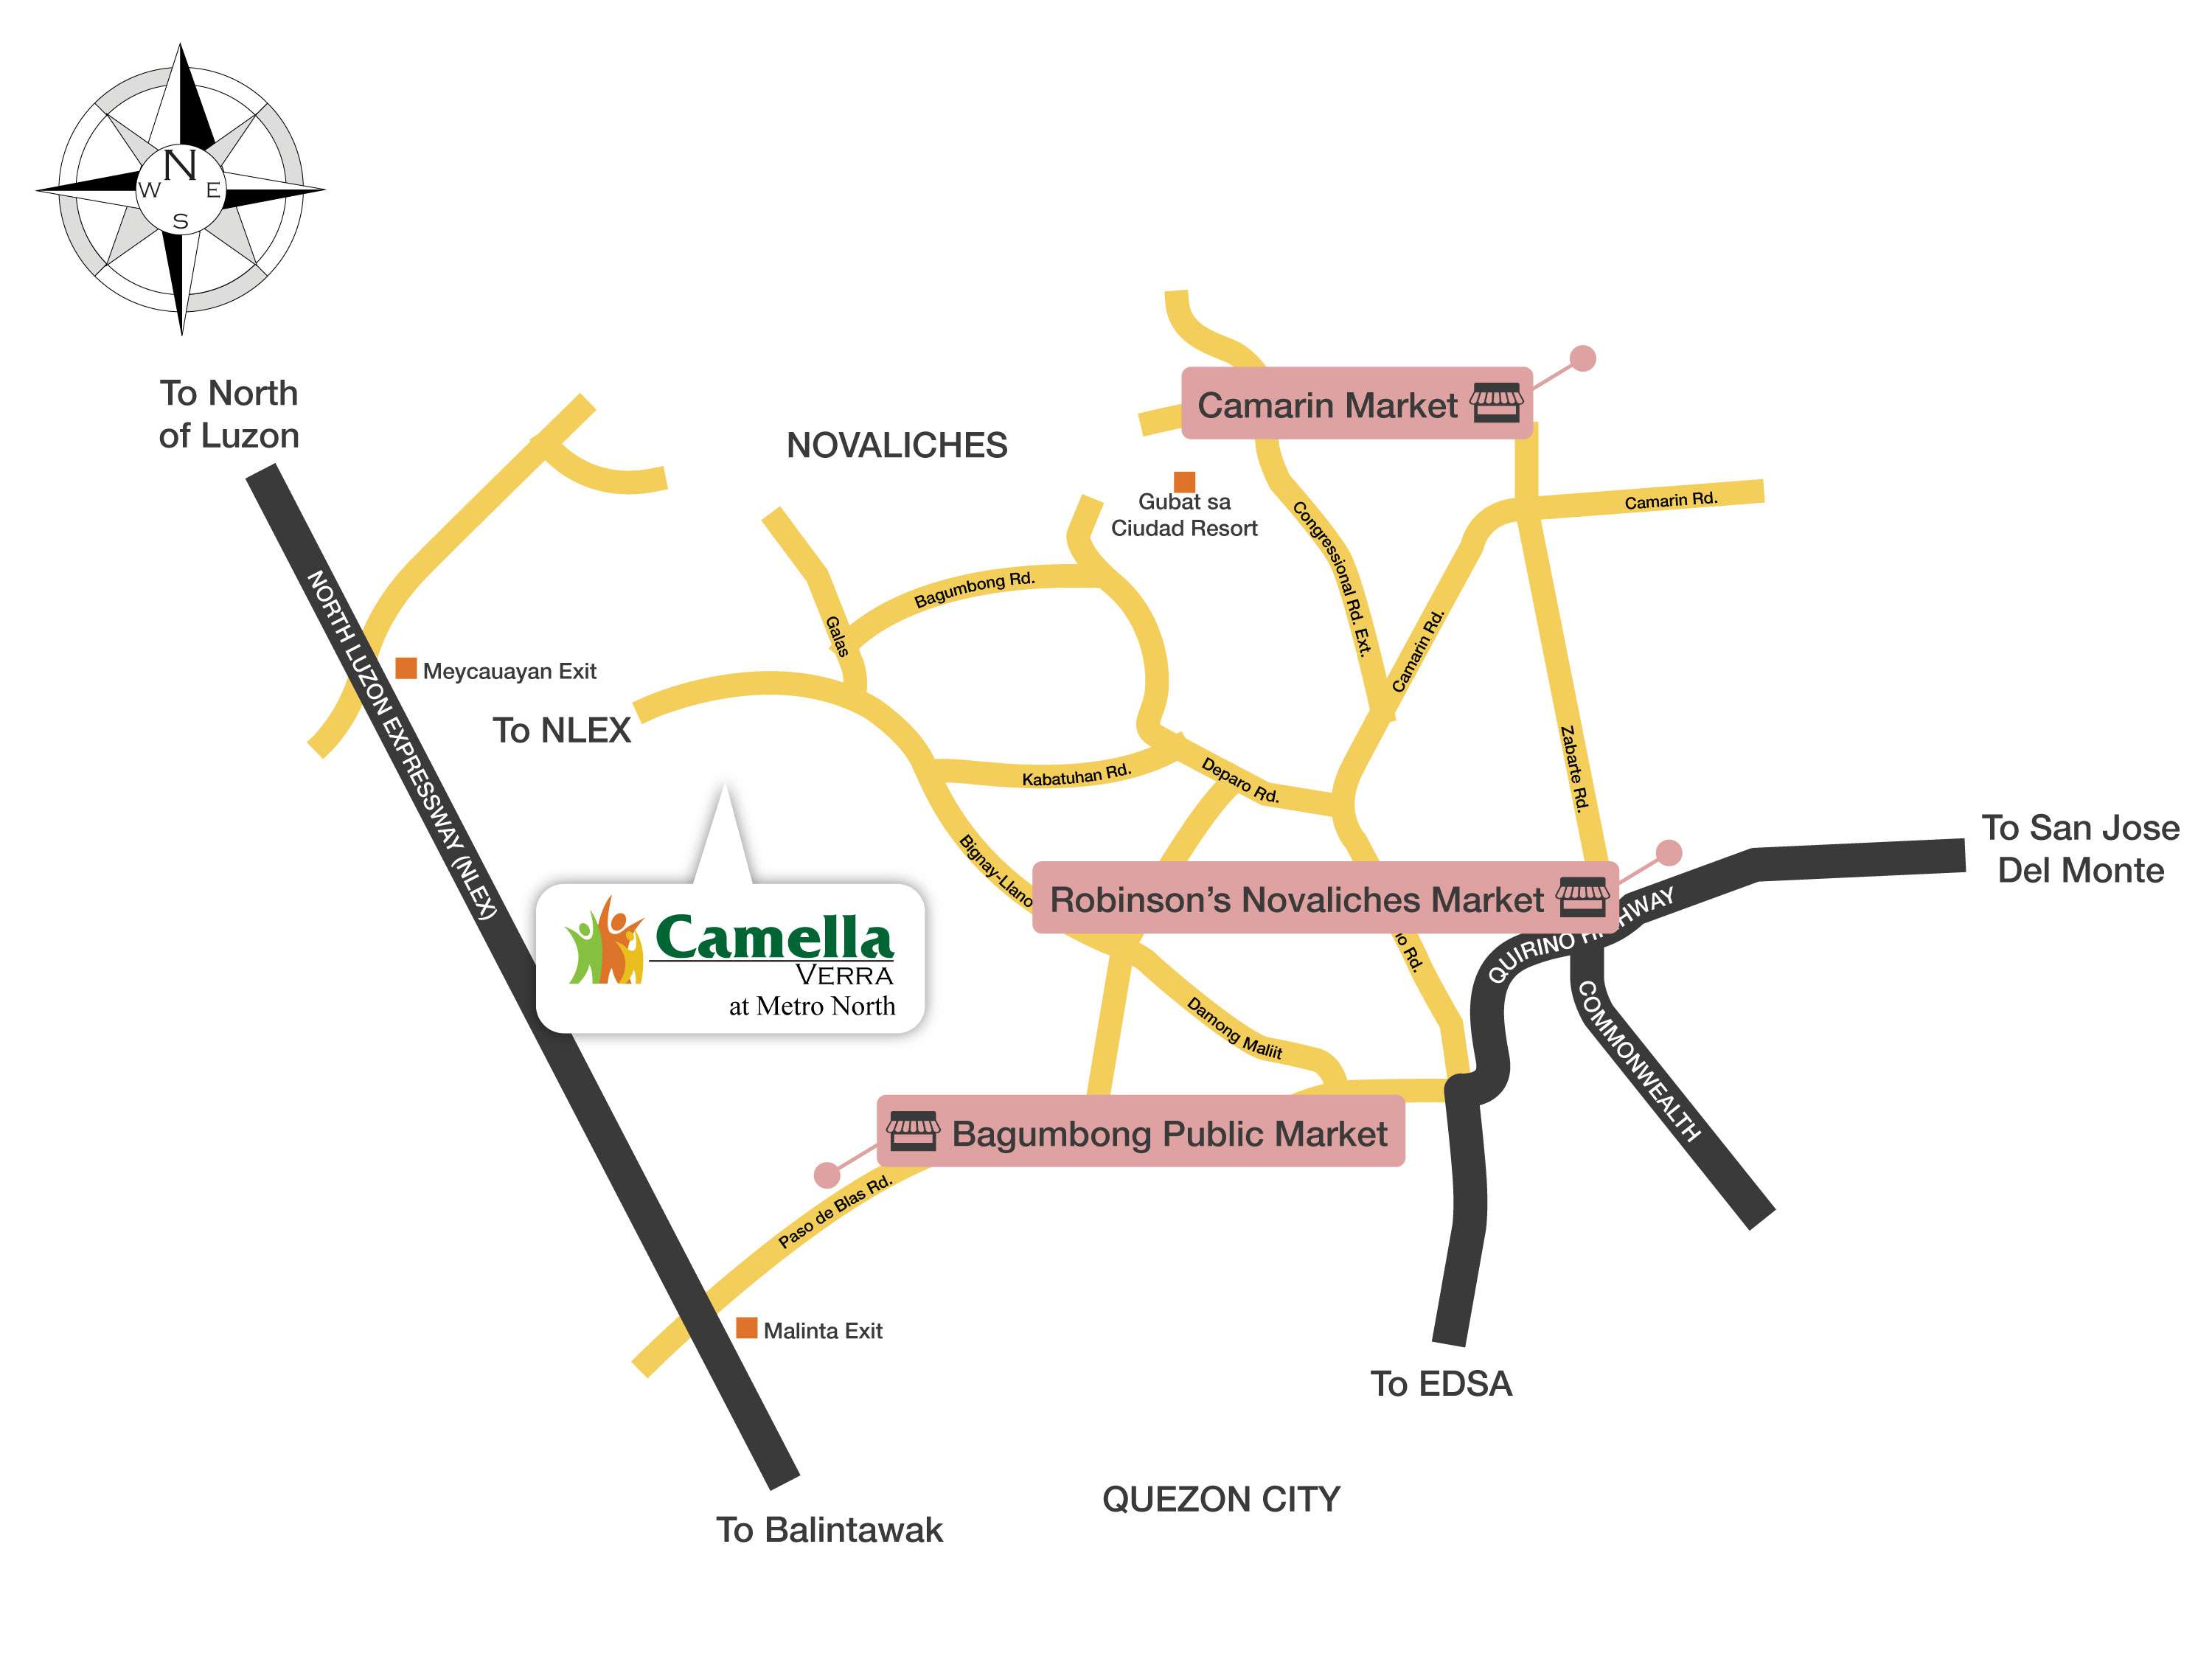 N
W E
S
To North
of Luzon
NOVALICHES
Camarin Market
Gubat sa
Ciudad Resort
Camarin Rd.
Congressional Rd. Ext.
Bagumbong Rd.
Galas
Camarin Rd.
NORTH LUZON EXPRESSWAY (NLEX)
Meycauayan Exit
To NLEX
Kabatuhan Rd.
Deparo Rd.
Zabarte Rd.
To San Jose
Del Monte
Bignay-Llano
Robinson's Novaliches Market
QUIRINO
Camella
VERRA
at Metro North
Rd.
COMMONWEALTH
Damong Maliit
Bagumbong Public Market
Paso de Blas Rd.
Malinta Exit
To EDSA
QUEZON CITY
To Balintawak